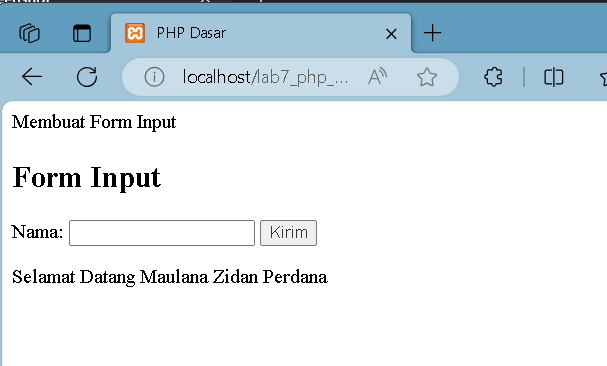 PHP Dasar
localhost/lab7_php_...
Membuat Form Input
Form Input
Nama: Kirim
Selamat Datang Maulana Zidan Perdana